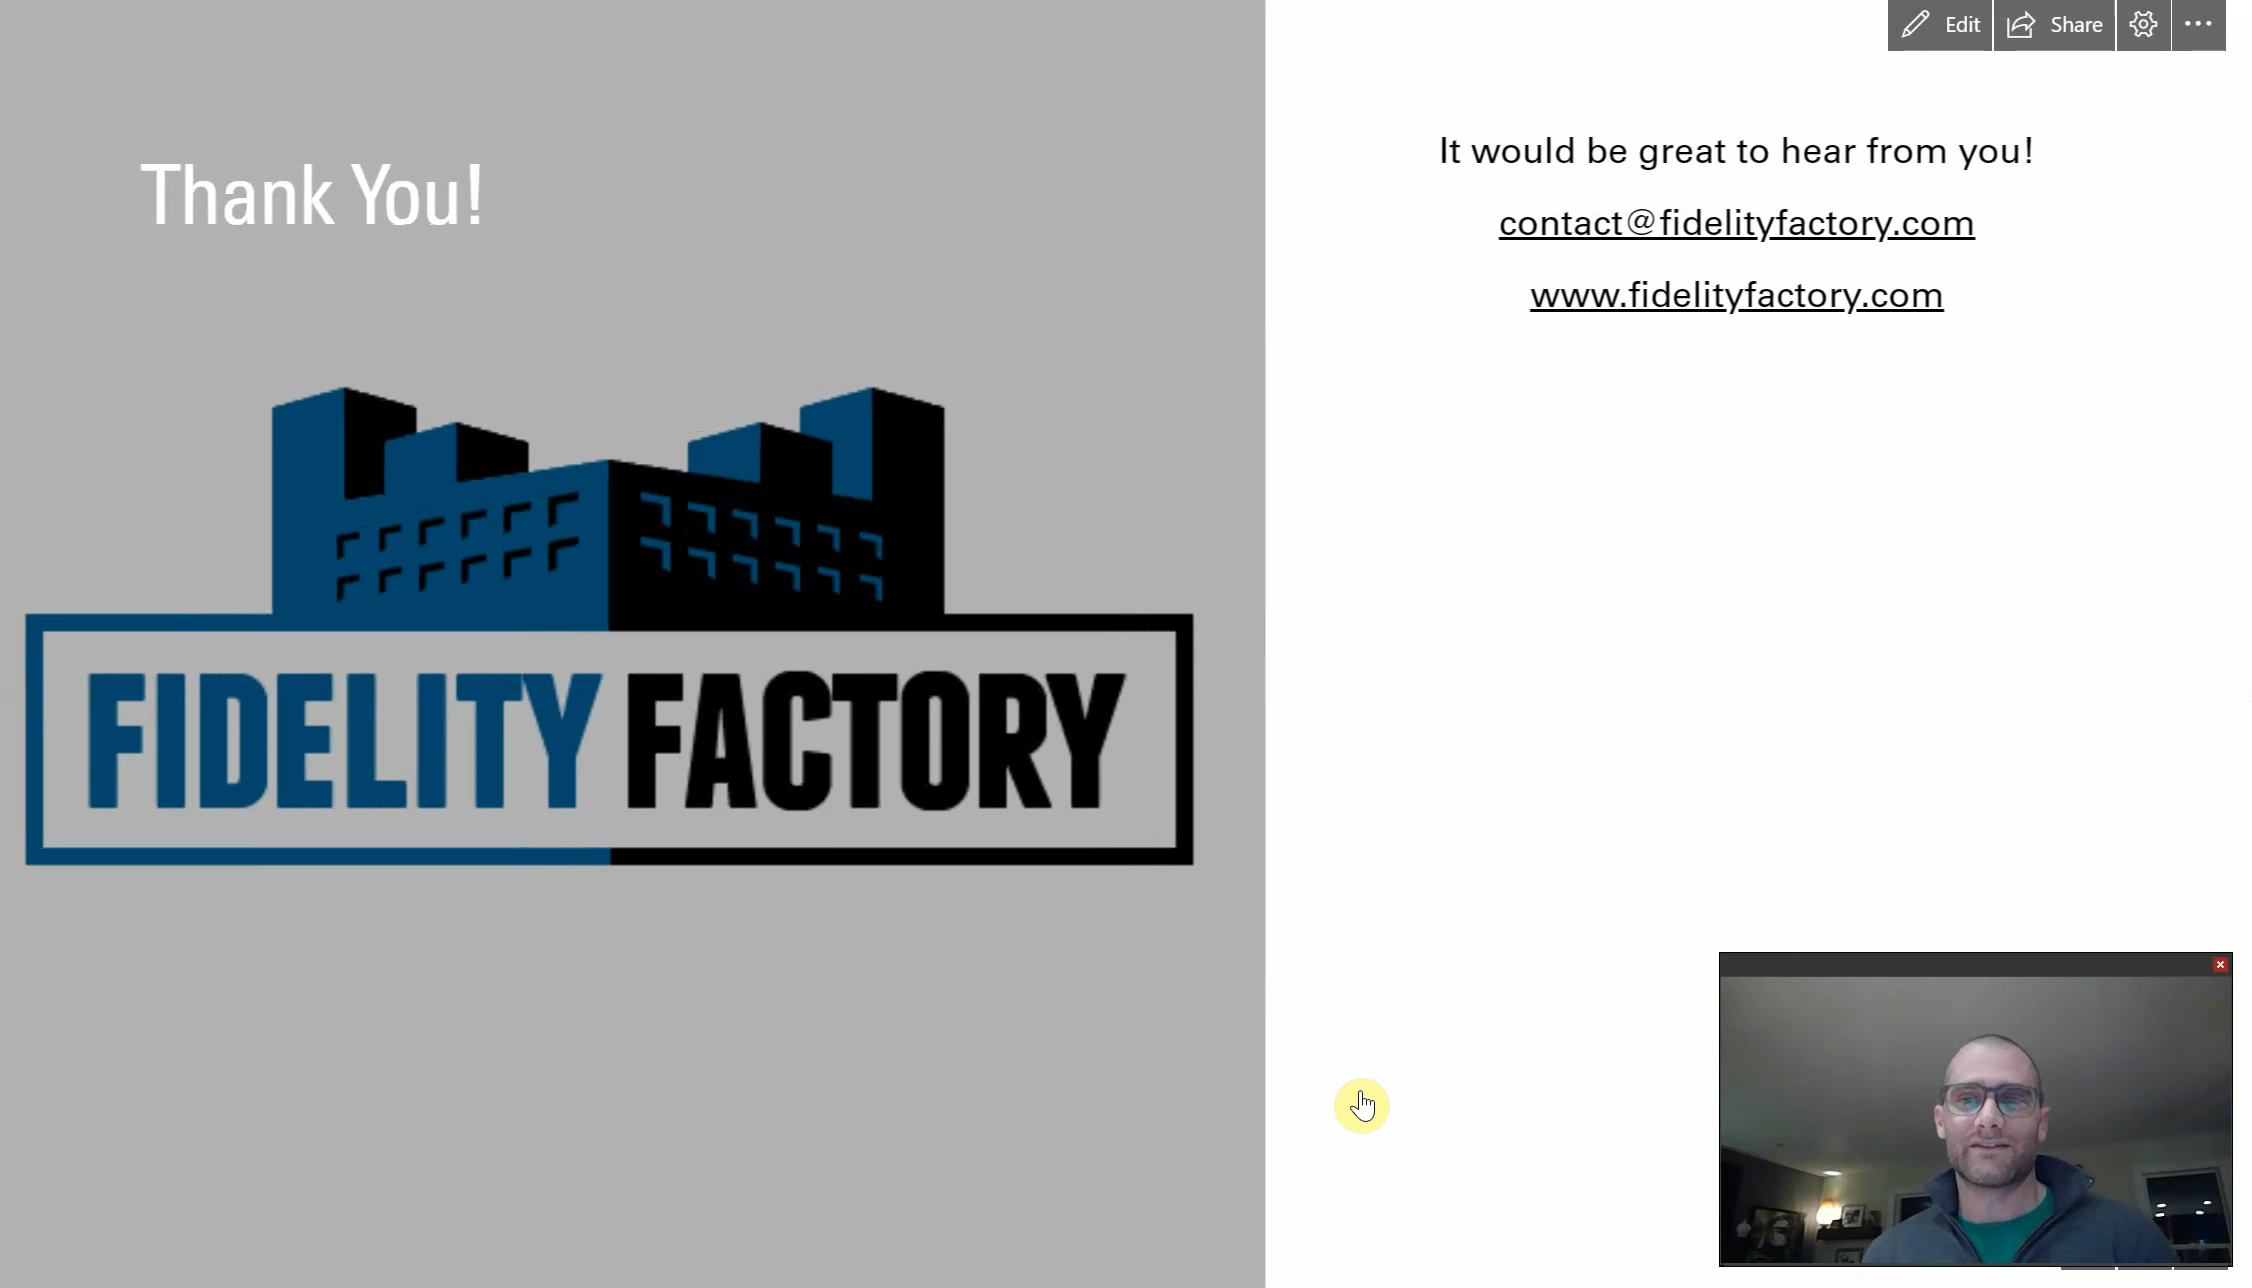 Edit
Share
Thank You!
It would be great to hear from you!
contact@fidelityfactory.com
www.fidelityfactory.com
FIDELITY FACTORY